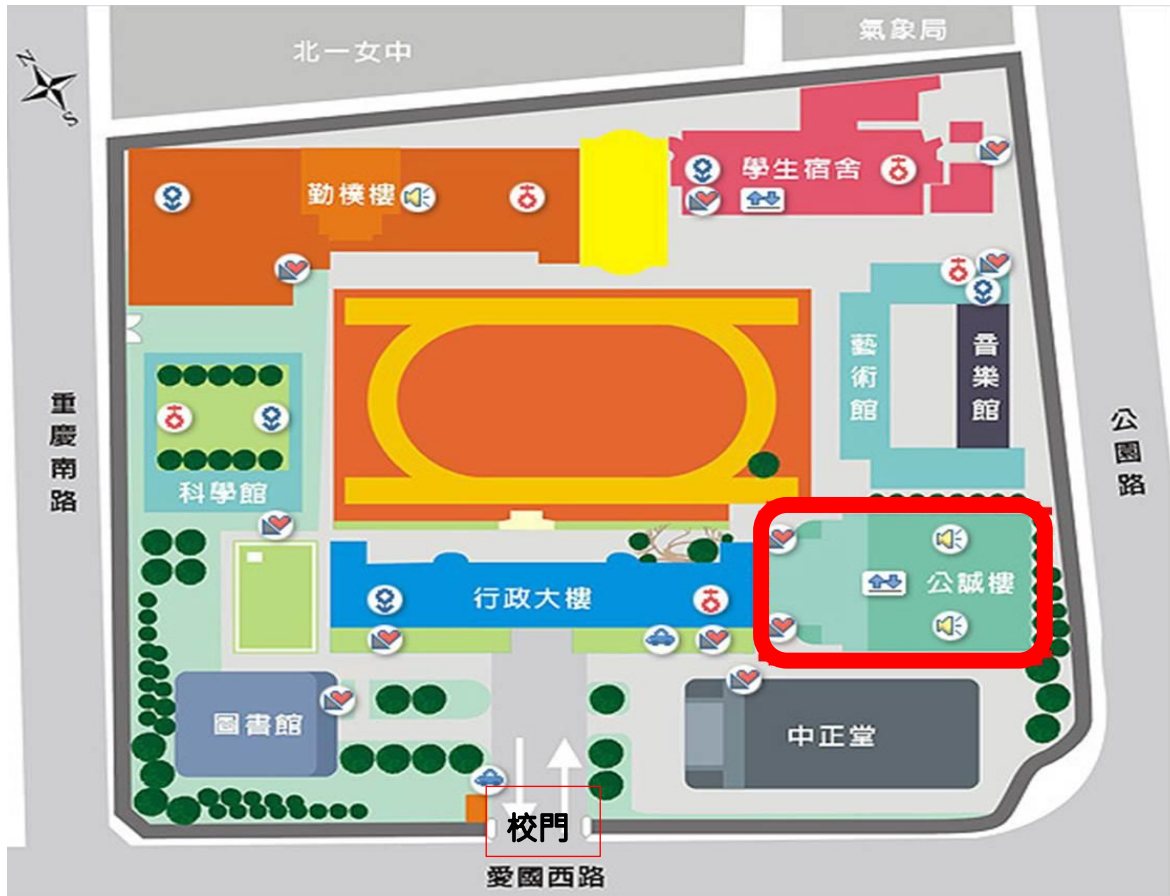 北一女中
氣象局
N
S
勤樸樓
學生宿舍
藝術館
音樂館
重慶南路
公園路
科學館
行政大樓
公誠樓
圖書館
中正堂
校門
愛國西路